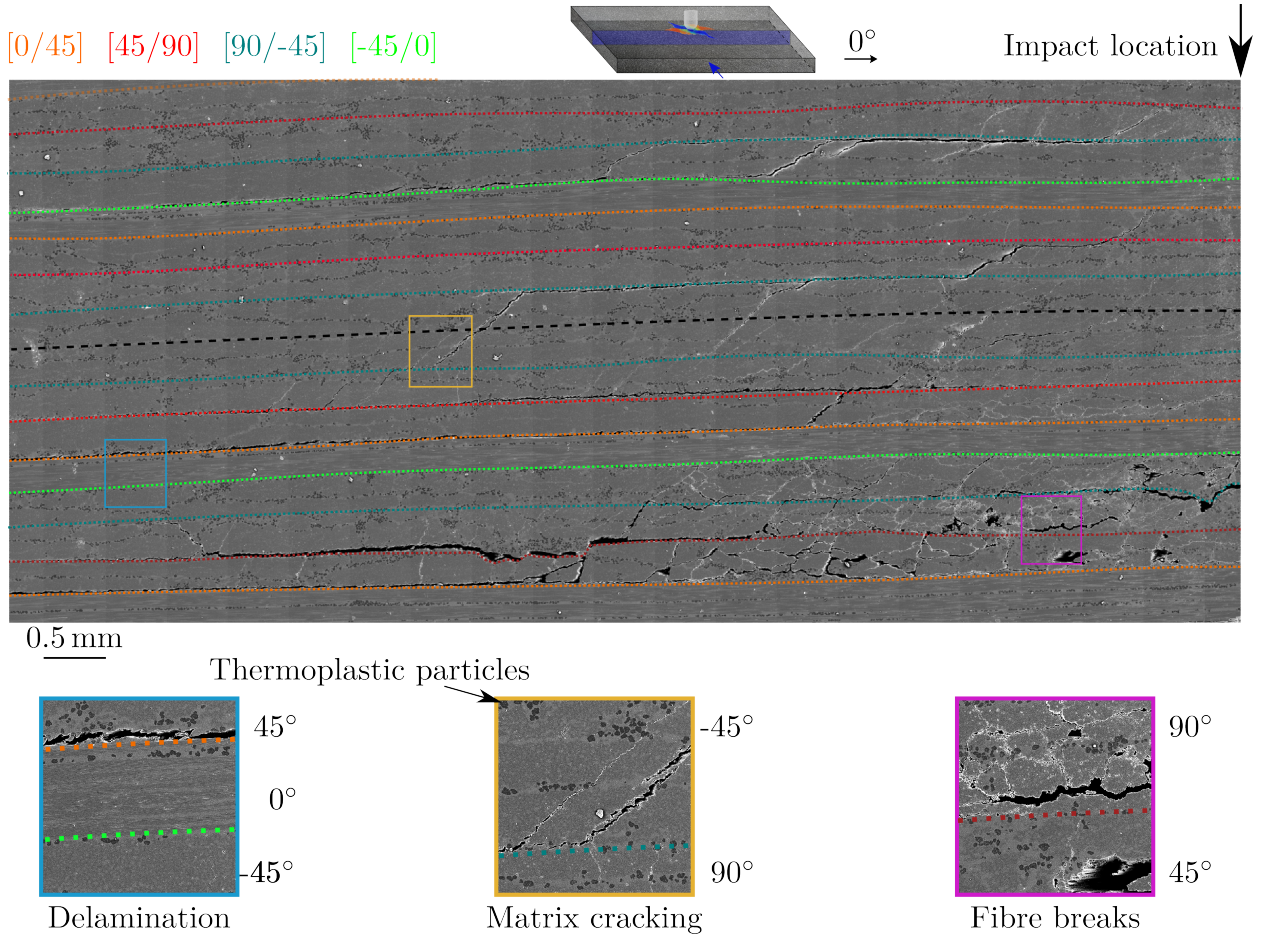 [0/45] [45/90] [90/-45] [-45/0]
0°
Impact location
0.5 mm
Thermoplastic particles
45°
0°
-45°
Delamination
-45°
90°
Matrix cracking
90°
45°
Fibre breaks